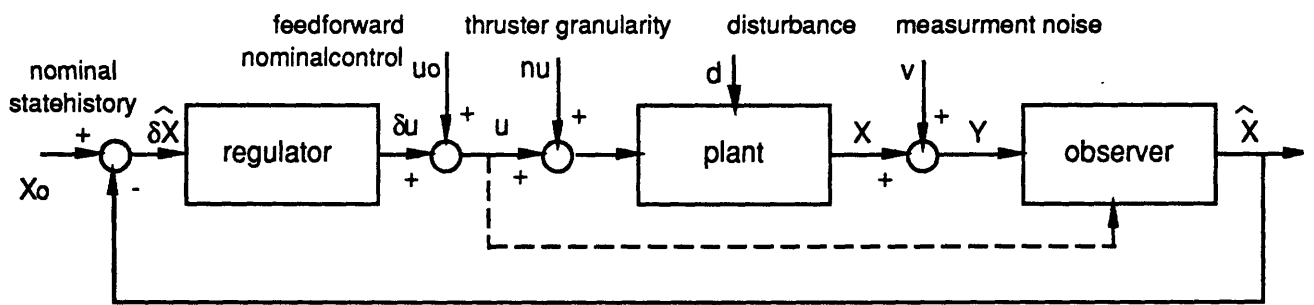 feedforward
nominalcontrol
thruster granularity
disturbance
measurment noise
nominal
statehistory
uo
nu
d
v
+
δX̂
regulator
δu
+
u
+
plant
X
+
Y
observer
X̂
Xo
-
+
+
+